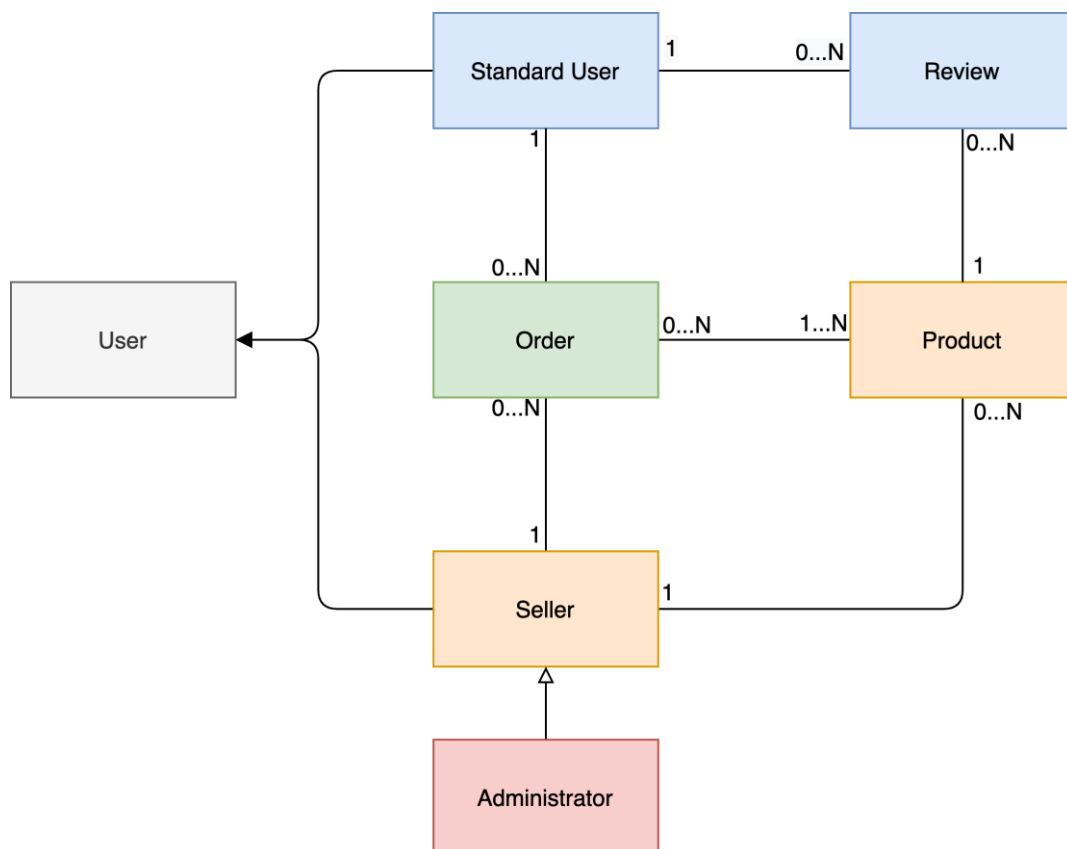 Standard User
1
0...N
Review
1
0...N
0...N
1
User
Order
0...N
1...N
Product
0...N
0...N
1
Seller
1
Administrator